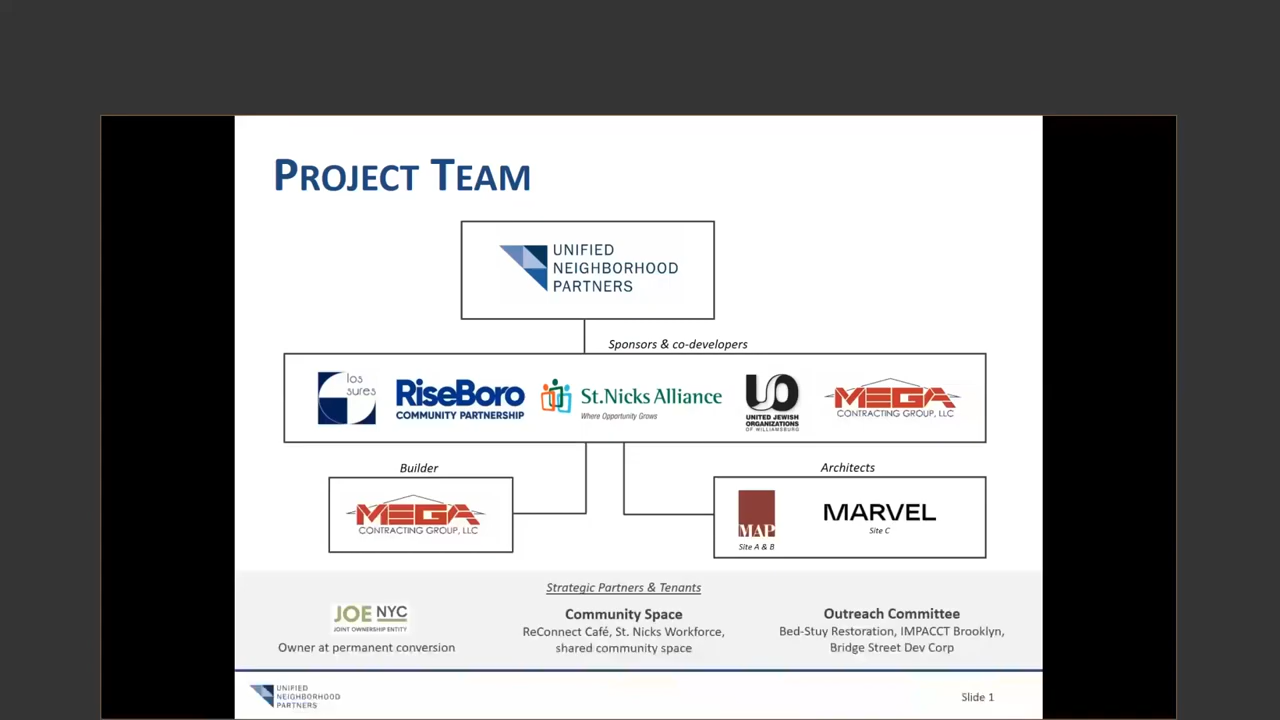 PROJECT TEAM
UNIFIED
NEIGHBORHOOD
PARTNERS
Sponsors & co-developers
los
sures
RiseBoro
COMMUNITY PARTNERSHIP
St.Nicks Alliance
Where Opportunity Grows
UO
UNITED JEWISH
ORGANIZATIONS
OF WILLIAMSBURG
MEGA
CONTRACTING GROUP, LLC
Builder
MEGA
CONTRACTING GROUP, LLC
Architects
MAP
Site A & B
MARVEL
Site C
Strategic Partners & Tenants
JOE NYC
JOINT OWNERSHIP ENTITY
Owner at permanent conversion
Community Space
ReConnect Café, St. Nicks Workforce,
shared community space
Outreach Committee
Bed-Stuy Restoration, IMPACCT Brooklyn,
Bridge Street Dev Corp
UNIFIED
NEIGHBORHOOD
PARTNERS
Slide 1